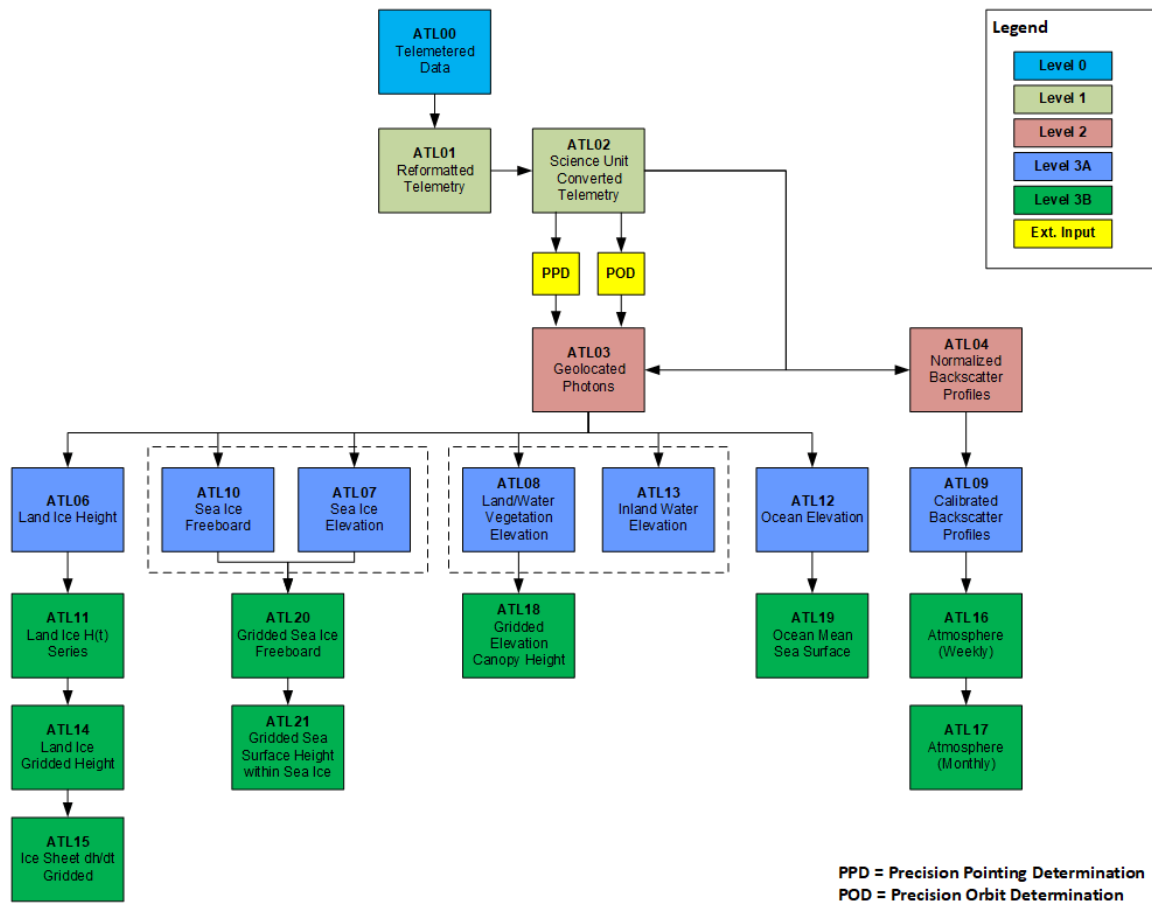 ATL00
Telemetered
Data
Legend
Level 0
Level 1
Level 2
Level 3A
Level 3B
Ext. Input
ATL01
Reformatted
Telemetry
ATL02
Science Unit
Converted
Telemetry
PPD
POD
ATL03
Geolocated
Photons
ATL04
Normalized
Backscatter
Profiles
ATL06
Land Ice Height
ATL10
Sea Ice
Freeboard
ATL07
Sea Ice
Elevation
ATL08
Land/Water
Vegetation
Elevation
ATL13
Inland Water
Elevation
ATL12
Ocean Elevation
ATL09
Calibrated
Backscatter
Profiles
ATL11
Land Ice H(t)
Series
ATL20
Gridded Sea Ice
Freeboard
ATL18
Gridded
Elevation
Canopy Height
ATL19
Ocean Mean
Sea Surface
ATL16
Atmosphere
(Weekly)
ATL14
Land Ice
Gridded Height
ATL21
Gridded Sea
Surface Height
within Sea Ice
ATL17
Atmosphere
(Monthly)
ATL15
Ice Sheet dh/dt
Gridded
PPD = Precision Pointing Determination
POD = Precision Orbit Determination